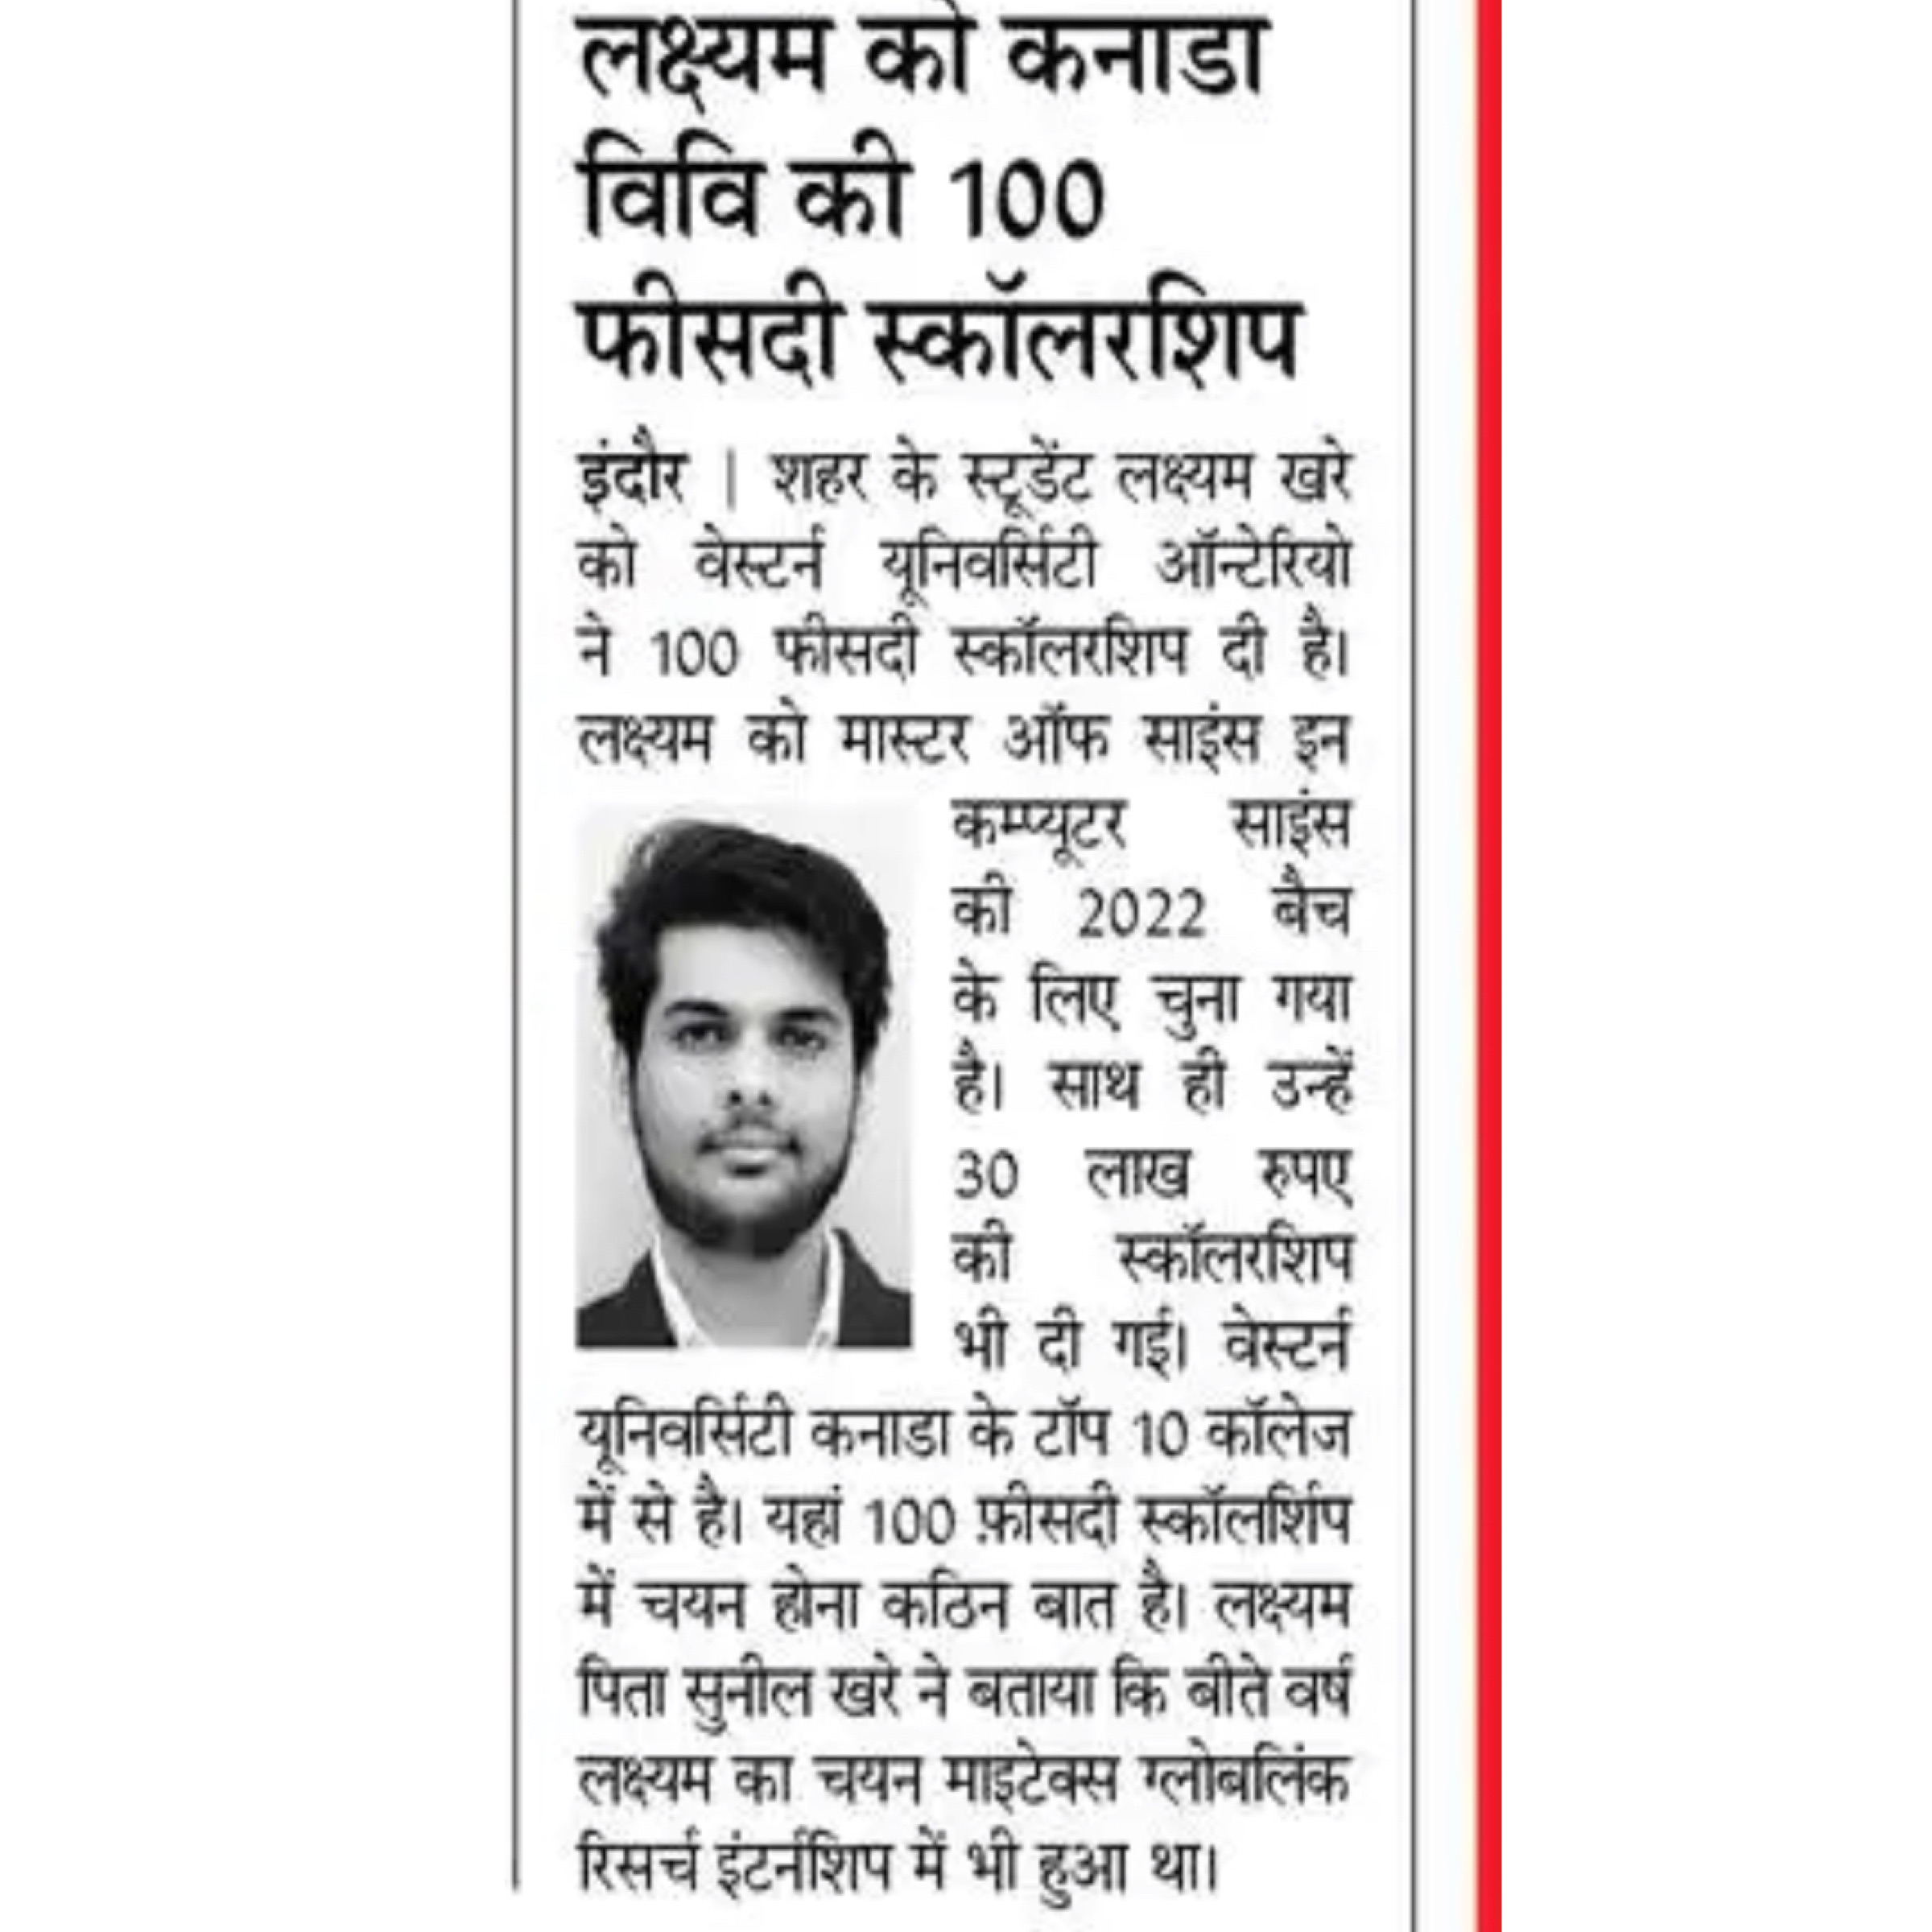 लक्ष्यम को कनाडा
विवि की 100
फीसदी स्कॉलरशिप
इंदौर | शहर के स्टूडेंट लक्ष्यम खरे
को वेस्टर्न यूनिवर्सिटी ऑन्टेरियो
ने 100 फीसदी स्कॉलरशिप दी है।
लक्ष्यम को मास्टर ऑफ साइंस इन
कम्प्यूटर साइंस
की 2022 बैच
के लिए चुना गया
है। साथ ही उन्हें
30 लाख रुपए
की स्कॉलरशिप
भी दी गई। वेस्टर्न
यूनिवर्सिटी कनाडा के टॉप 10 कॉलेज
में से है। यहां 100 फ़ीसदी स्कॉलर्शिप
में चयन होना कठिन बात है। लक्ष्यम
पिता सुनील खरे ने बताया कि बीते वर्ष
लक्ष्यम का चयन माइटेक्स ग्लोबलिंक
रिसर्च इंटर्नशिप में भी हुआ था।